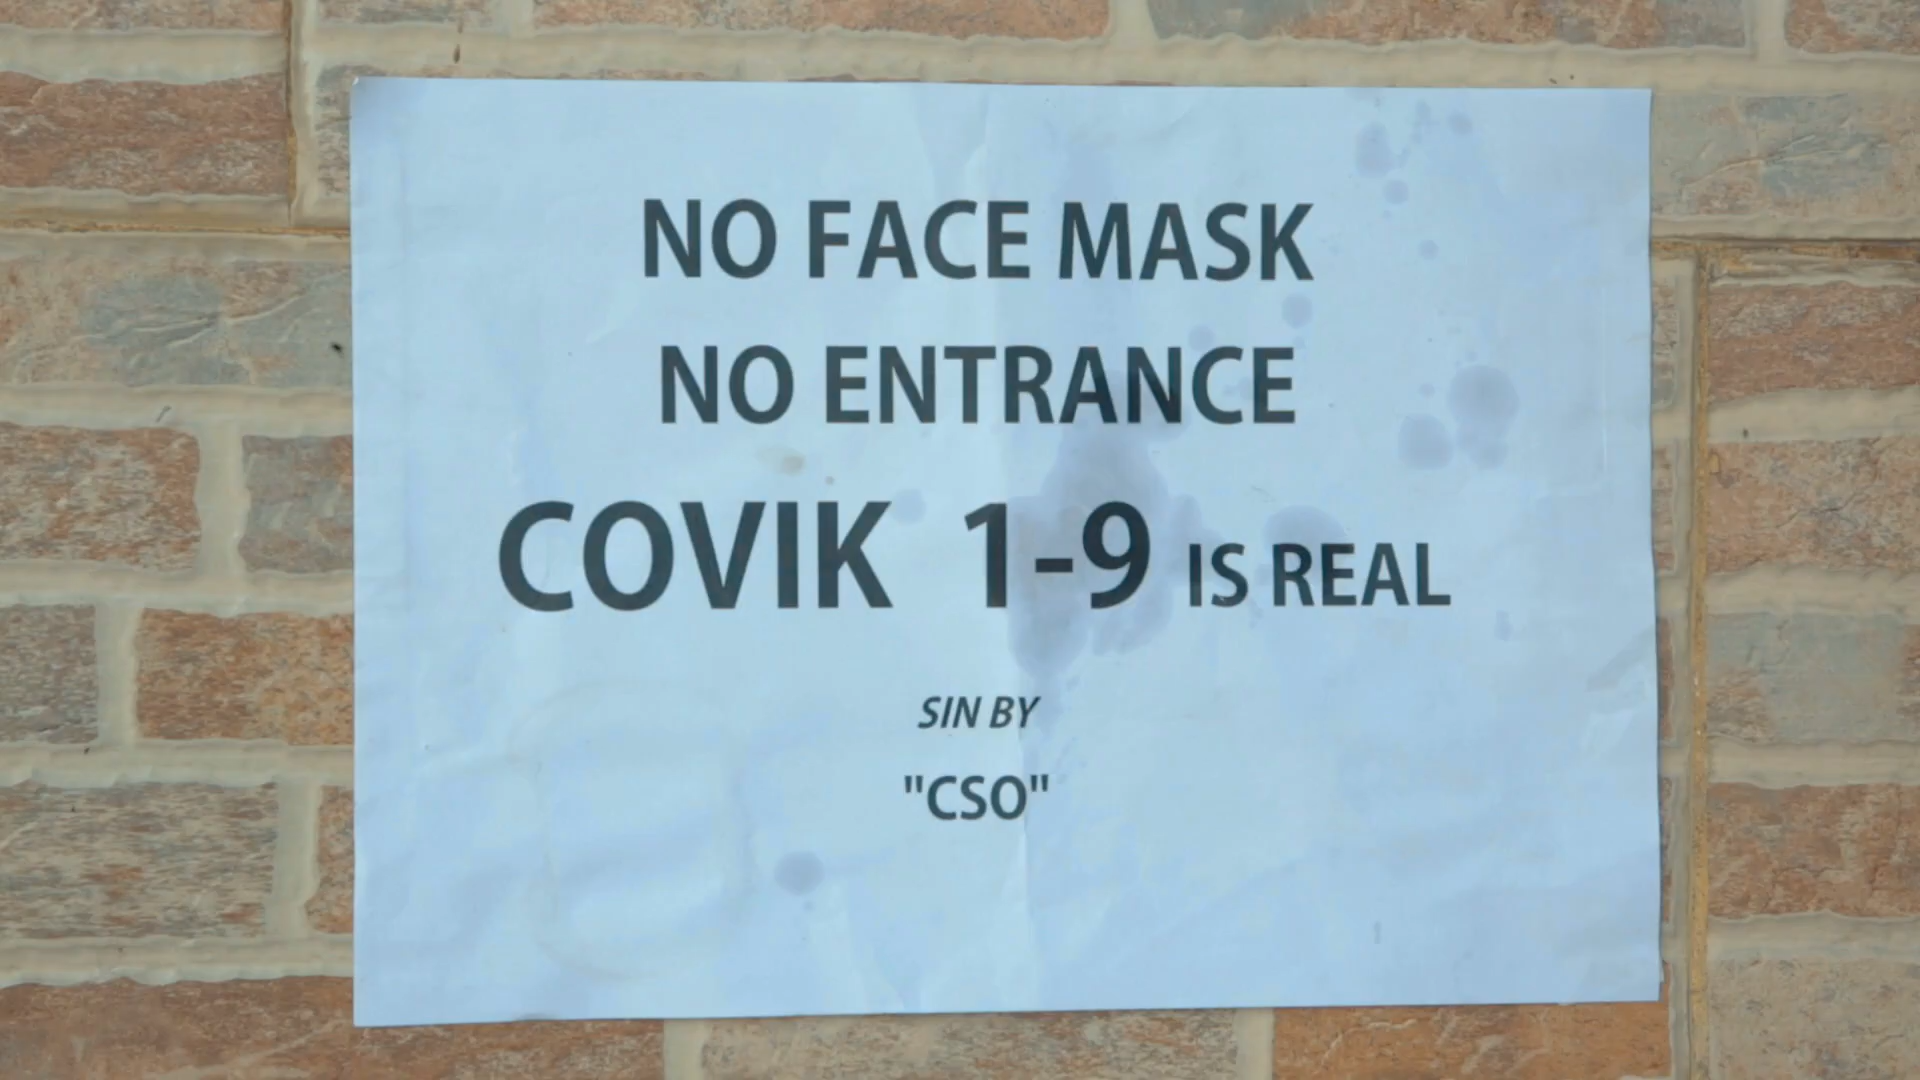 NO FACE MASK
NO ENTRANCE
COVIK 1-9 IS REAL
SIN BY
"CSO"